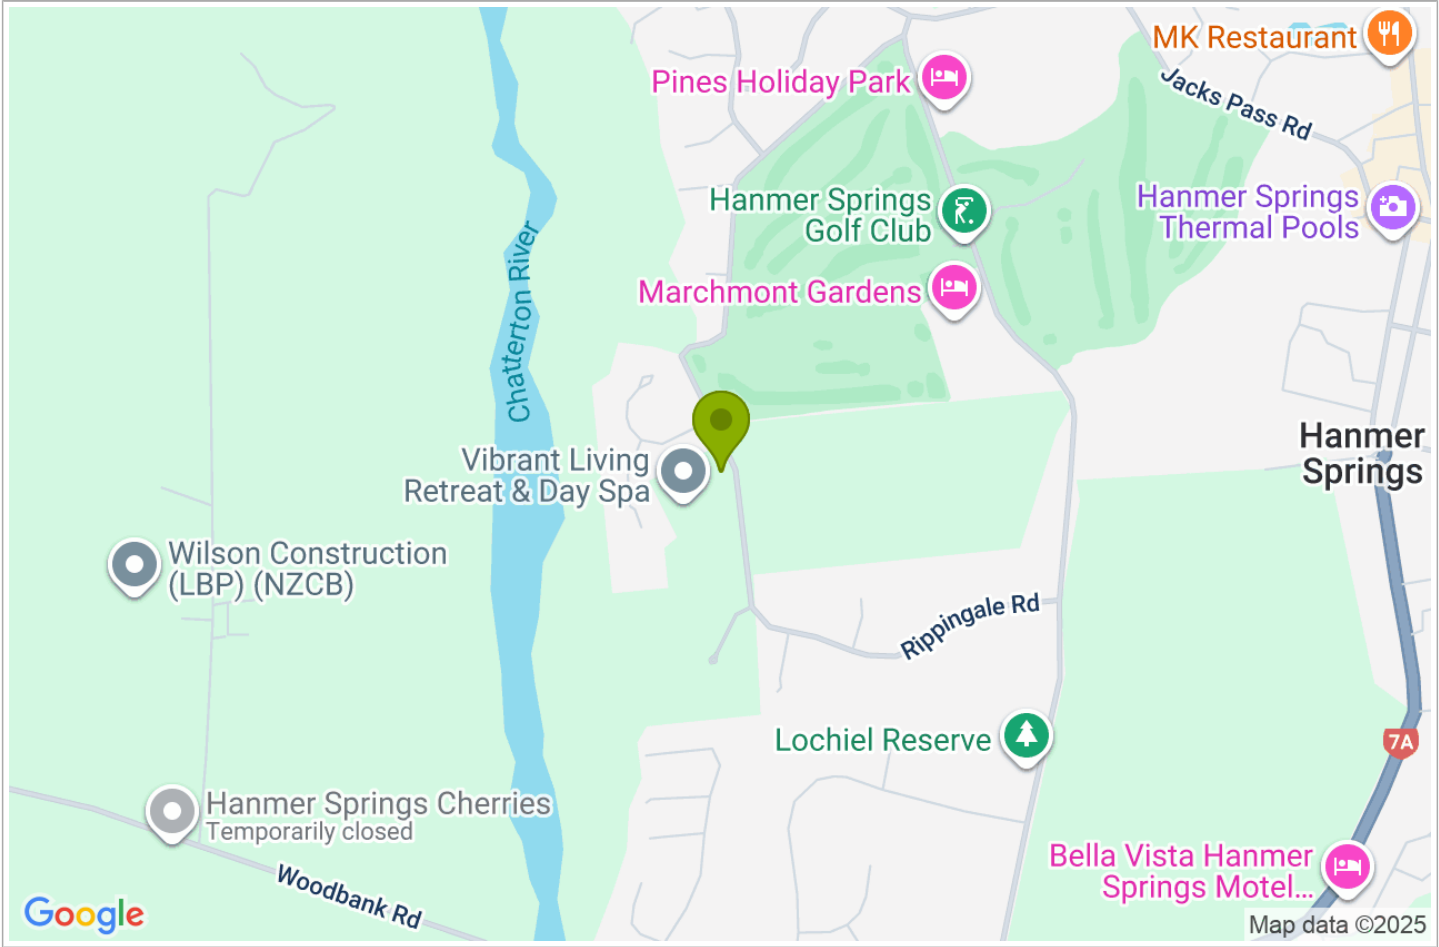 MK Restaurant
Pines Holiday Park
Jacks Pass Rd
Hanmer Springs
Golf Club
Hanmer Springs
Thermal Pools
Marchmont Gardens
Chatterton River
Hanmer
Springs
Vibrant Living
Retreat & Day Spa
Wilson Construction
(LBP) (NZCB)
Rippingale Rd
Lochiel Reserve
7A
Hanmer Springs Cherries
Temporarily closed
Bella Vista Hanmer
Springs Motel...
Woodbank Rd
Google
Map data ©2025